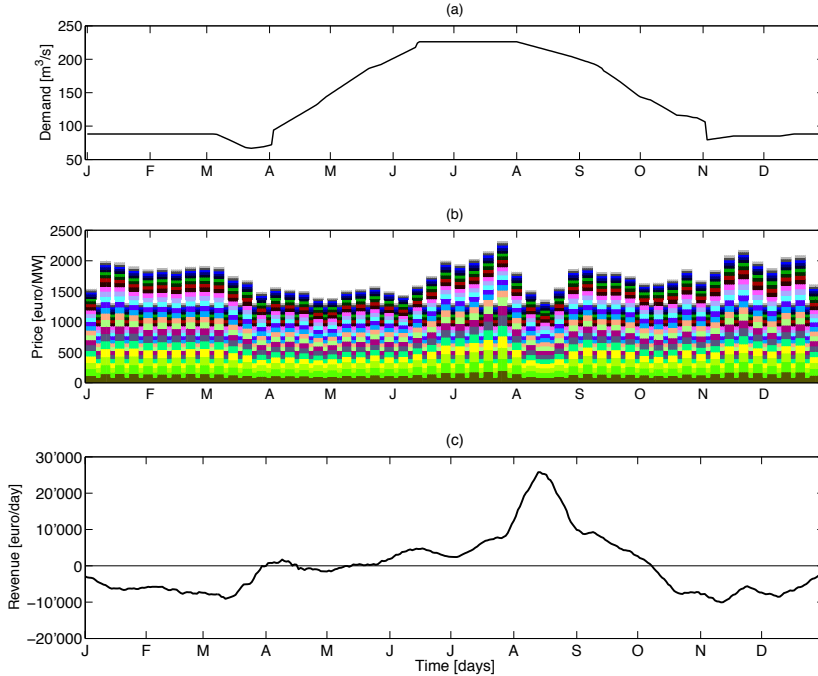 (a)
Demand [m³/s]
250
200
150
100
50
J F M A M J J A S O N D
(b)
Price [euro/MW]
2500
2000
1500
1000
500
0
J F M A M J J A S O N D
(c)
Revenue [euro/day]
30’000
20’000
10’000
0
−10’000
−20’000
J F M A M J J A S O N D
Time [days]